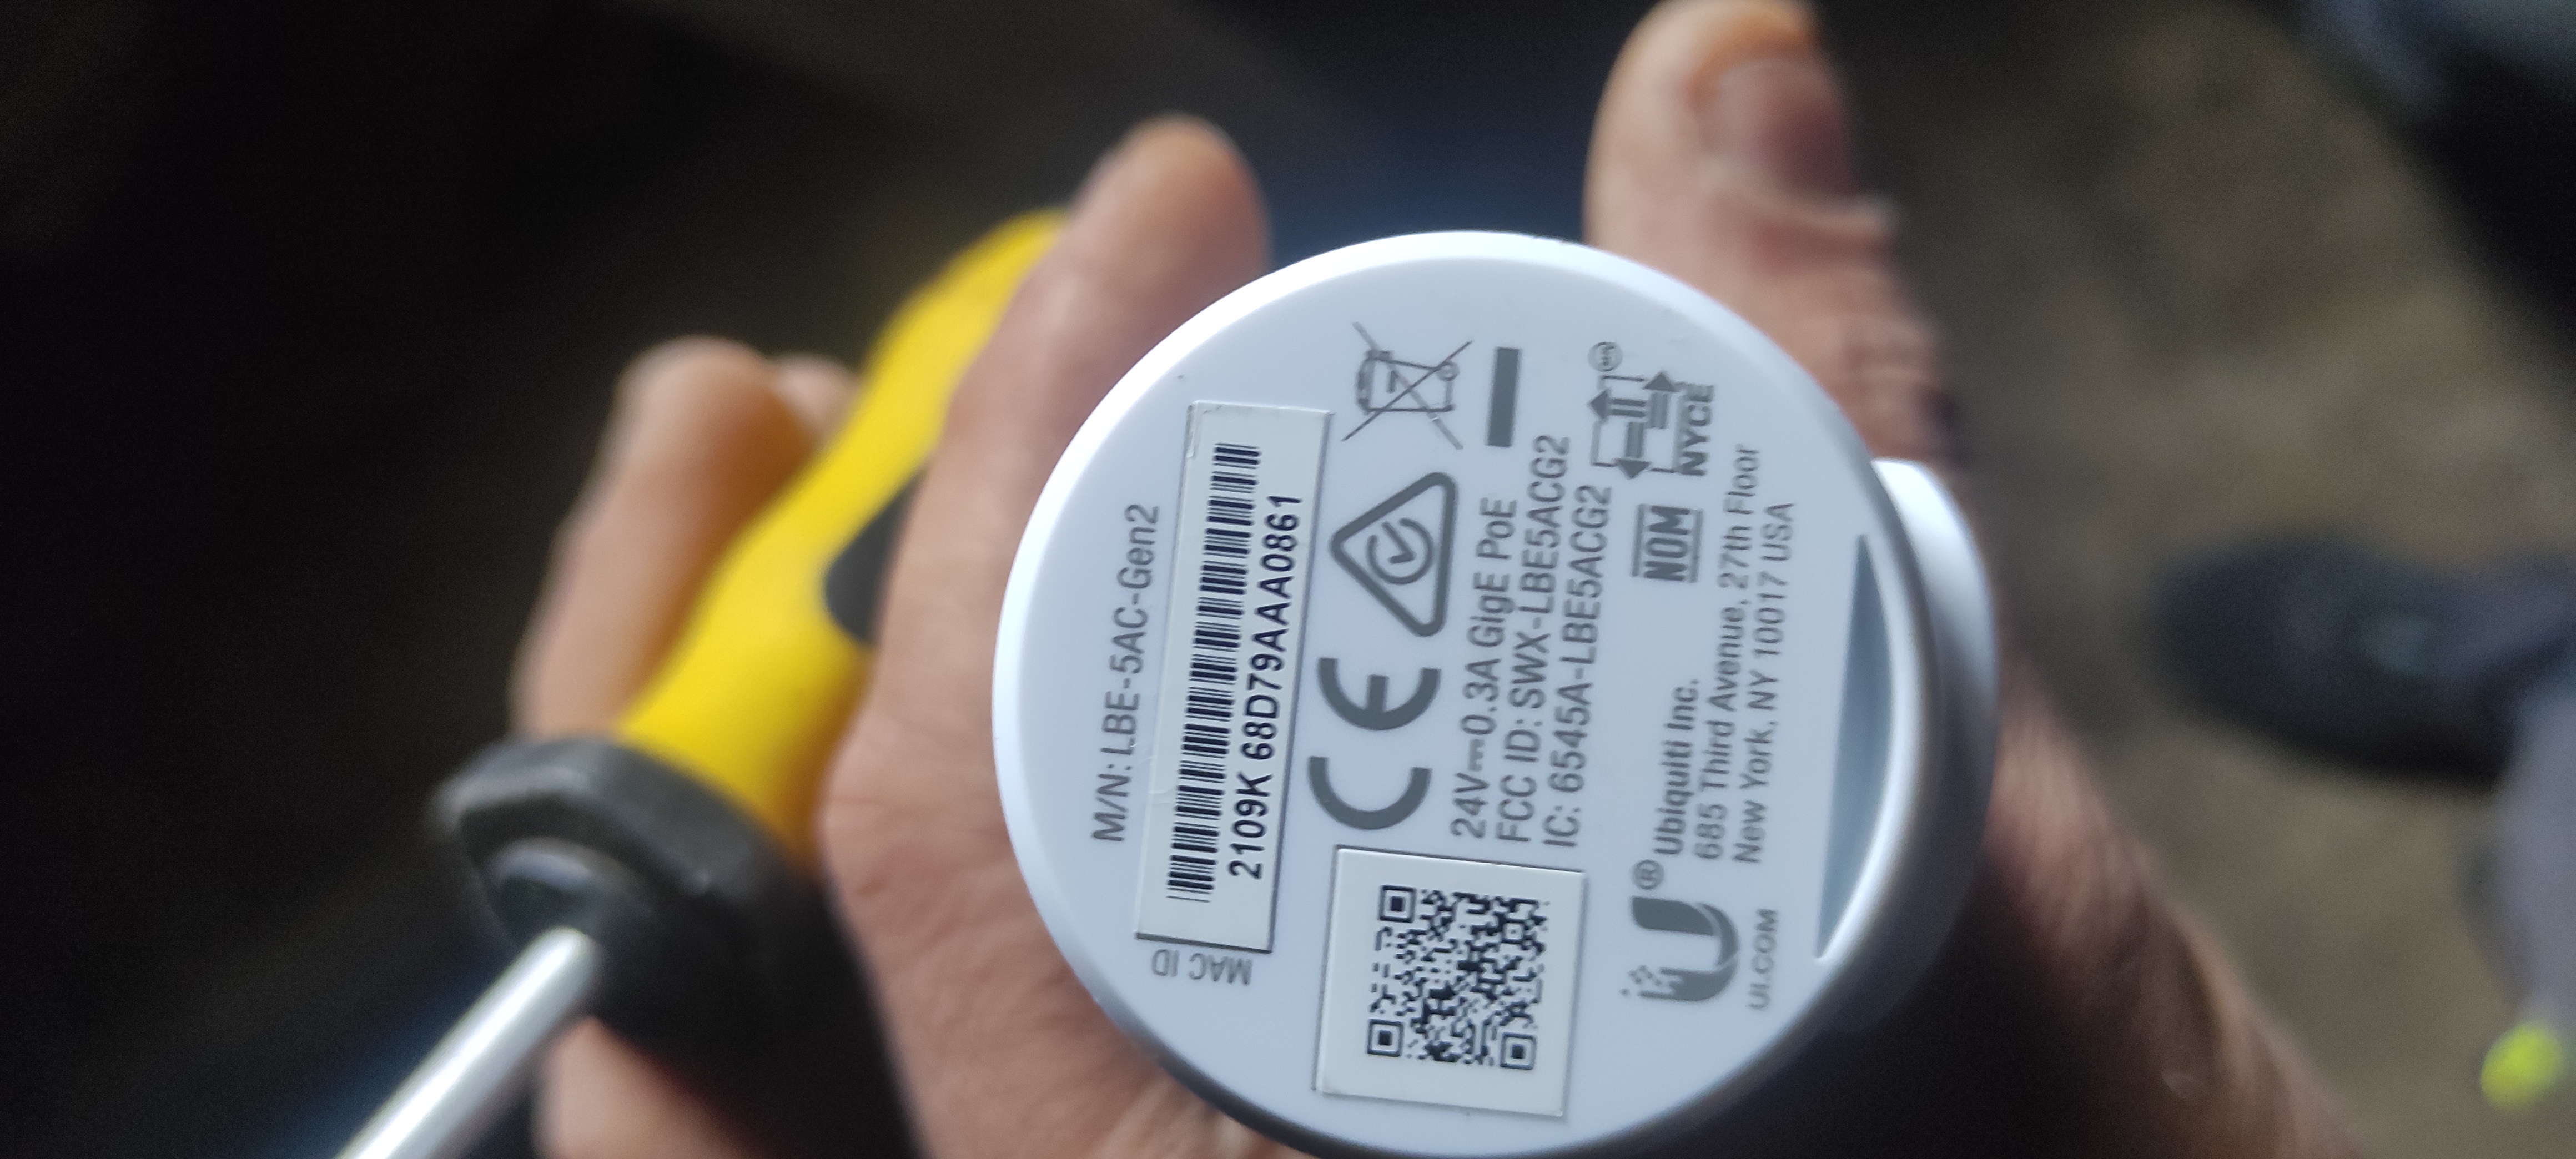 M/N: LBE-5AC-Gen2
2109K 68D79AAA0861
MAC ID
24V⎓0.3A GigE PoE
FCC ID: SWX-LBE5ACG2
IC: 6545A-LBE5ACG2
NOM
NYCE
Ubiquiti Inc.
685 Third Avenue, 27th Floor
New York, NY 10017 USA
UI.COM